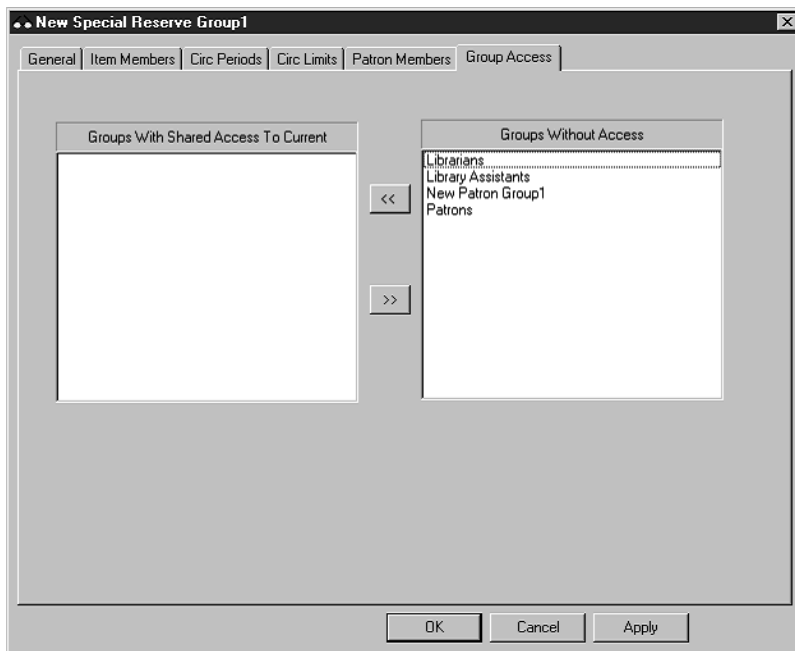 New Special Reserve Group1
General Item Members Circ Periods Circ Limits Patron Members Group Access
Groups With Shared Access To Current
Groups Without Access
Librarians
Library Assistants
New Patron Group1
Patrons
<<
>>
OK Cancel Apply